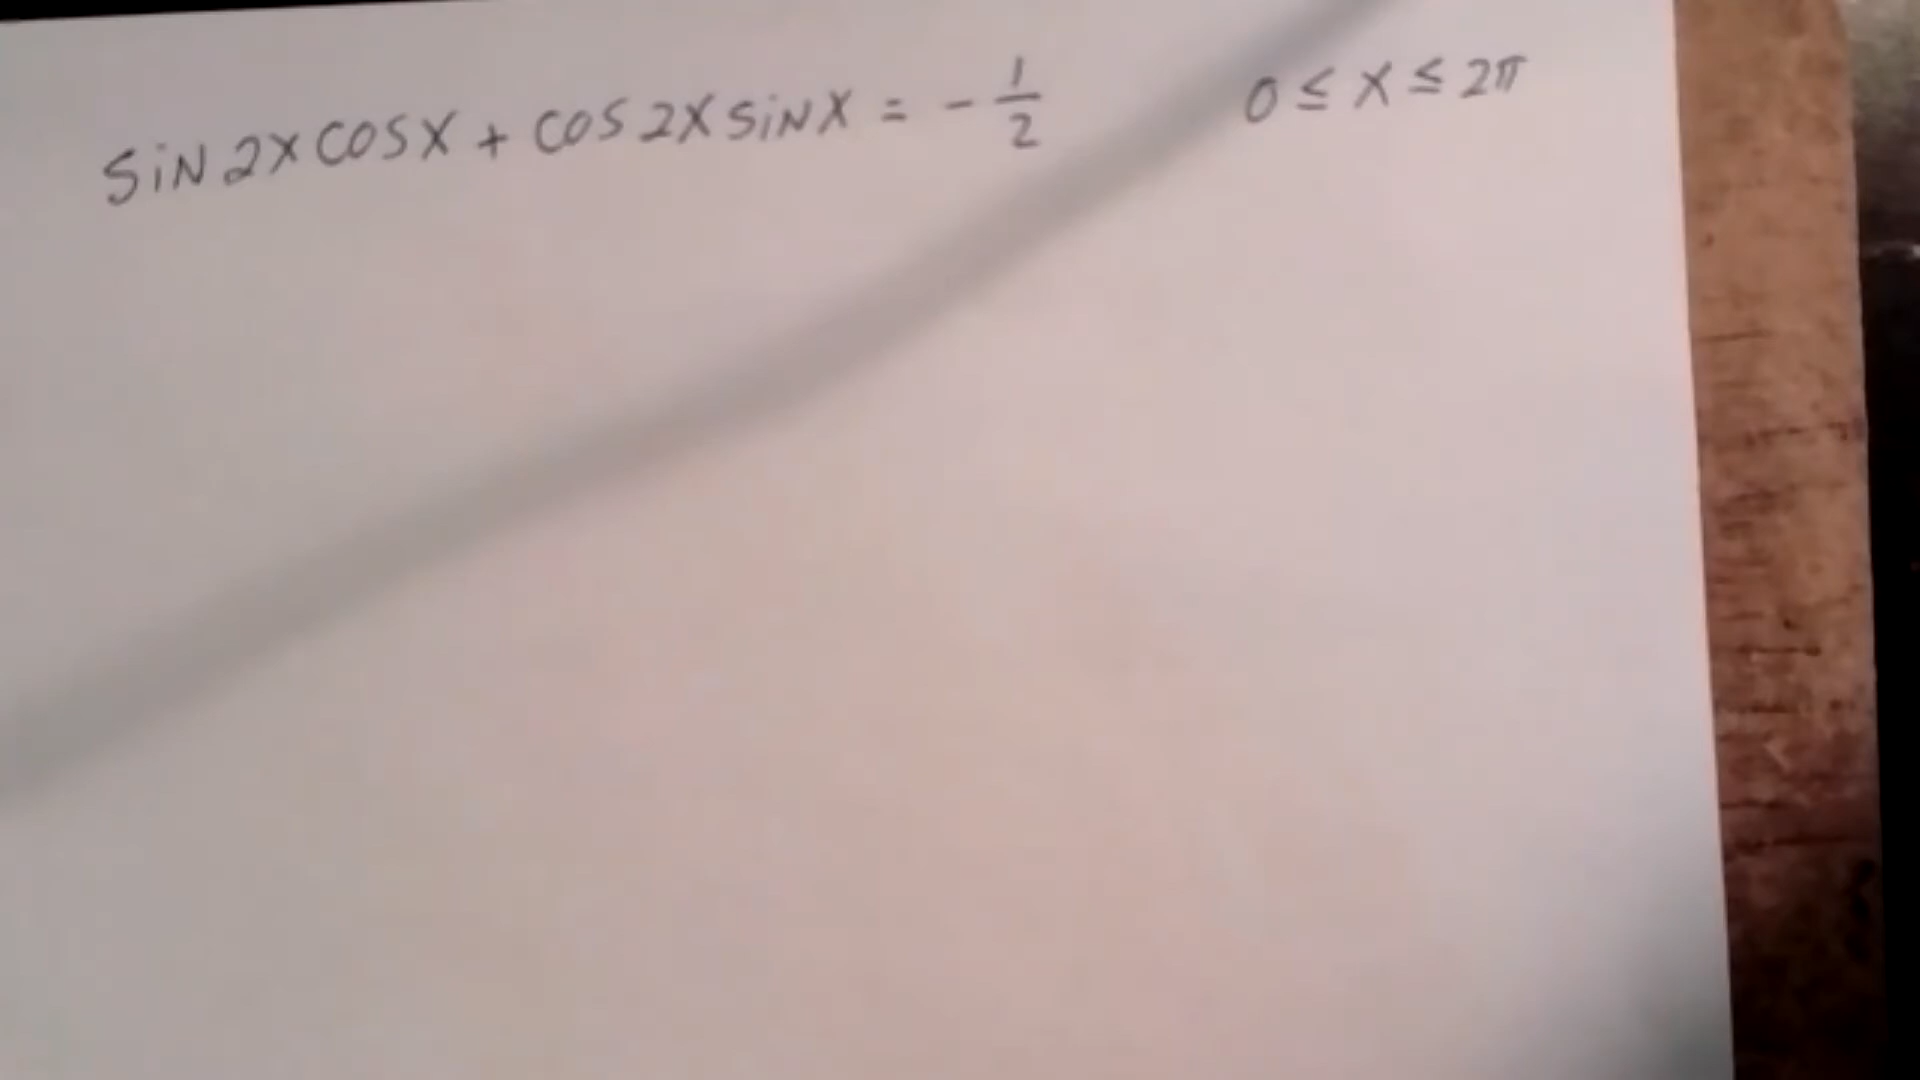 sin 2x cos x + cos 2x sin x = - 1/2    0 ≤ x ≤ 2π